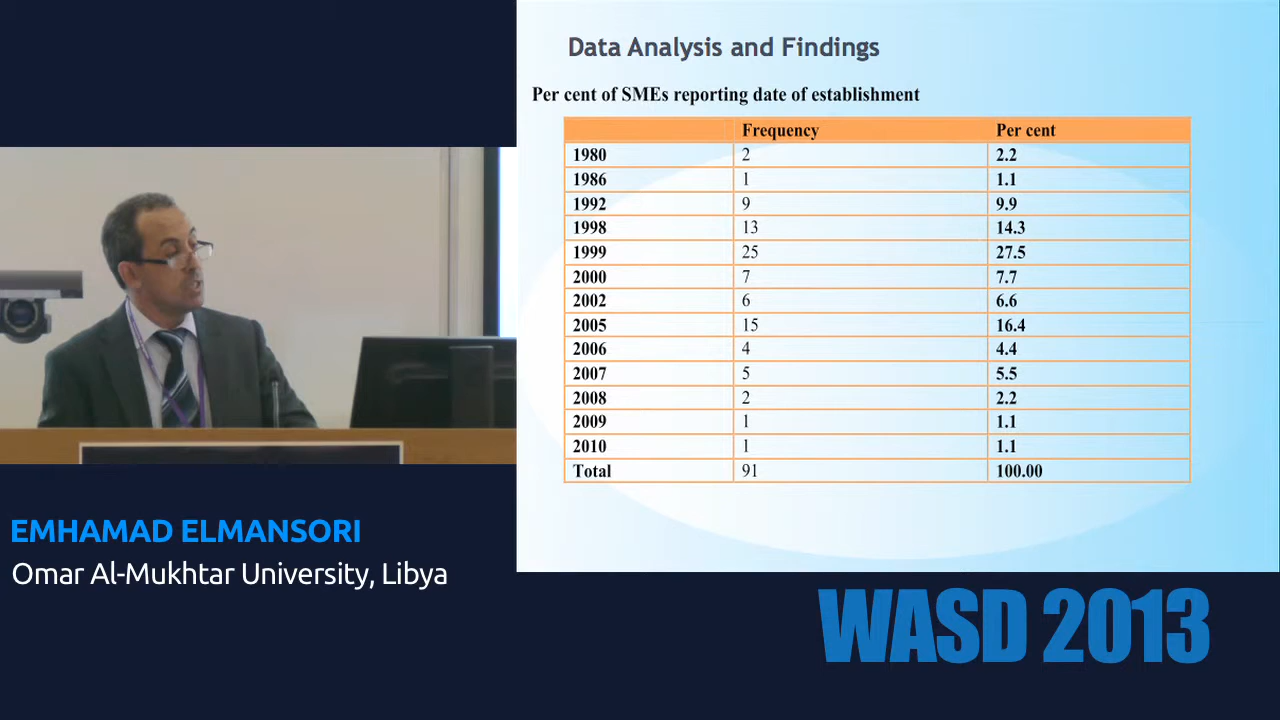 Data Analysis and Findings
Per cent of SMEs reporting date of establishment
Frequency Per cent
1980 2 2.2
1986 1 1.1
1992 9 9.9
1998 13 14.3
1999 25 27.5
2000 7 7.7
2002 6 6.6
2005 15 16.4
2006 4 4.4
2007 5 5.5
2008 2 2.2
2009 1 1.1
2010 1 1.1
Total 91 100.00
EMHAMAD ELMANSORI
Omar Al-Mukhtar University, Libya
WASD 2013